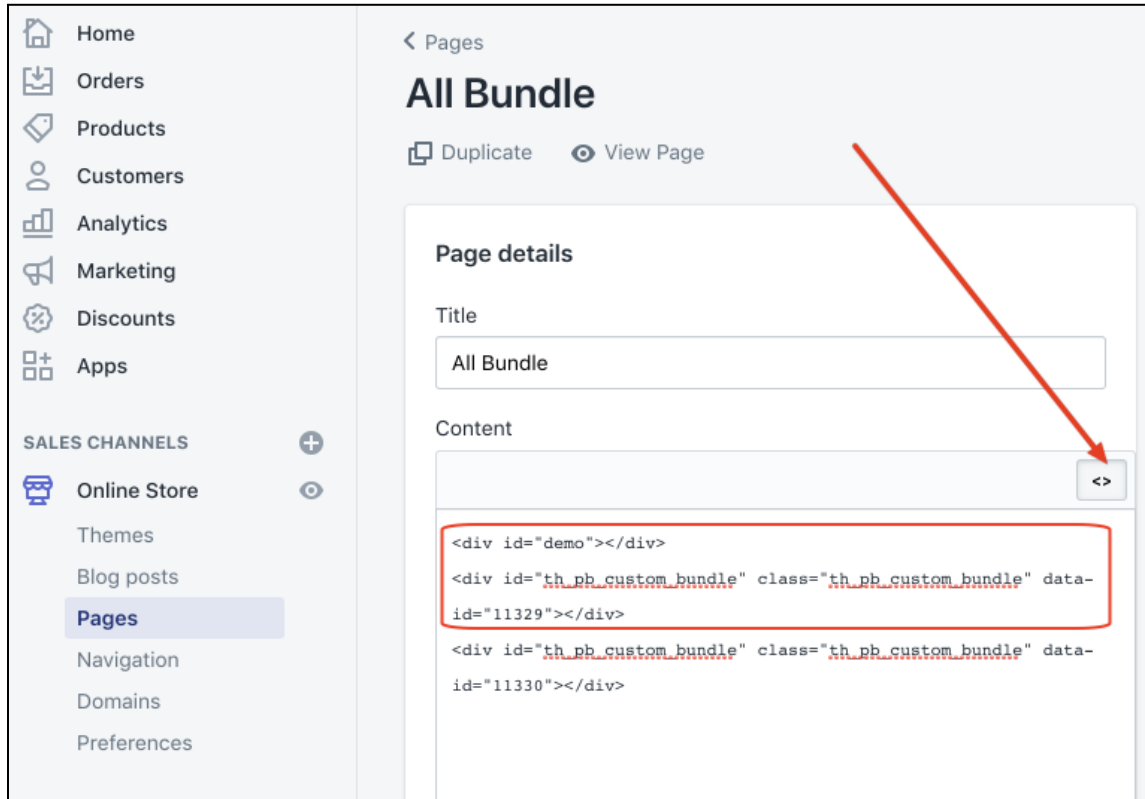 Home
Orders
Products
Customers
Analytics
Marketing
Discounts
Apps
SALES CHANNELS
Online Store
Themes
Blog posts
Pages
Navigation
Domains
Preferences
Pages
All Bundle
Duplicate
View Page
Page details
Title
All Bundle
Content
<>
<div id="demo"></div>
<div id="th_pb_custom_bundle" class="th_pb_custom_bundle" data-
id="11329"></div>
<div id="th_pb_custom_bundle" class="th_pb_custom_bundle" data-
id="11330"></div>